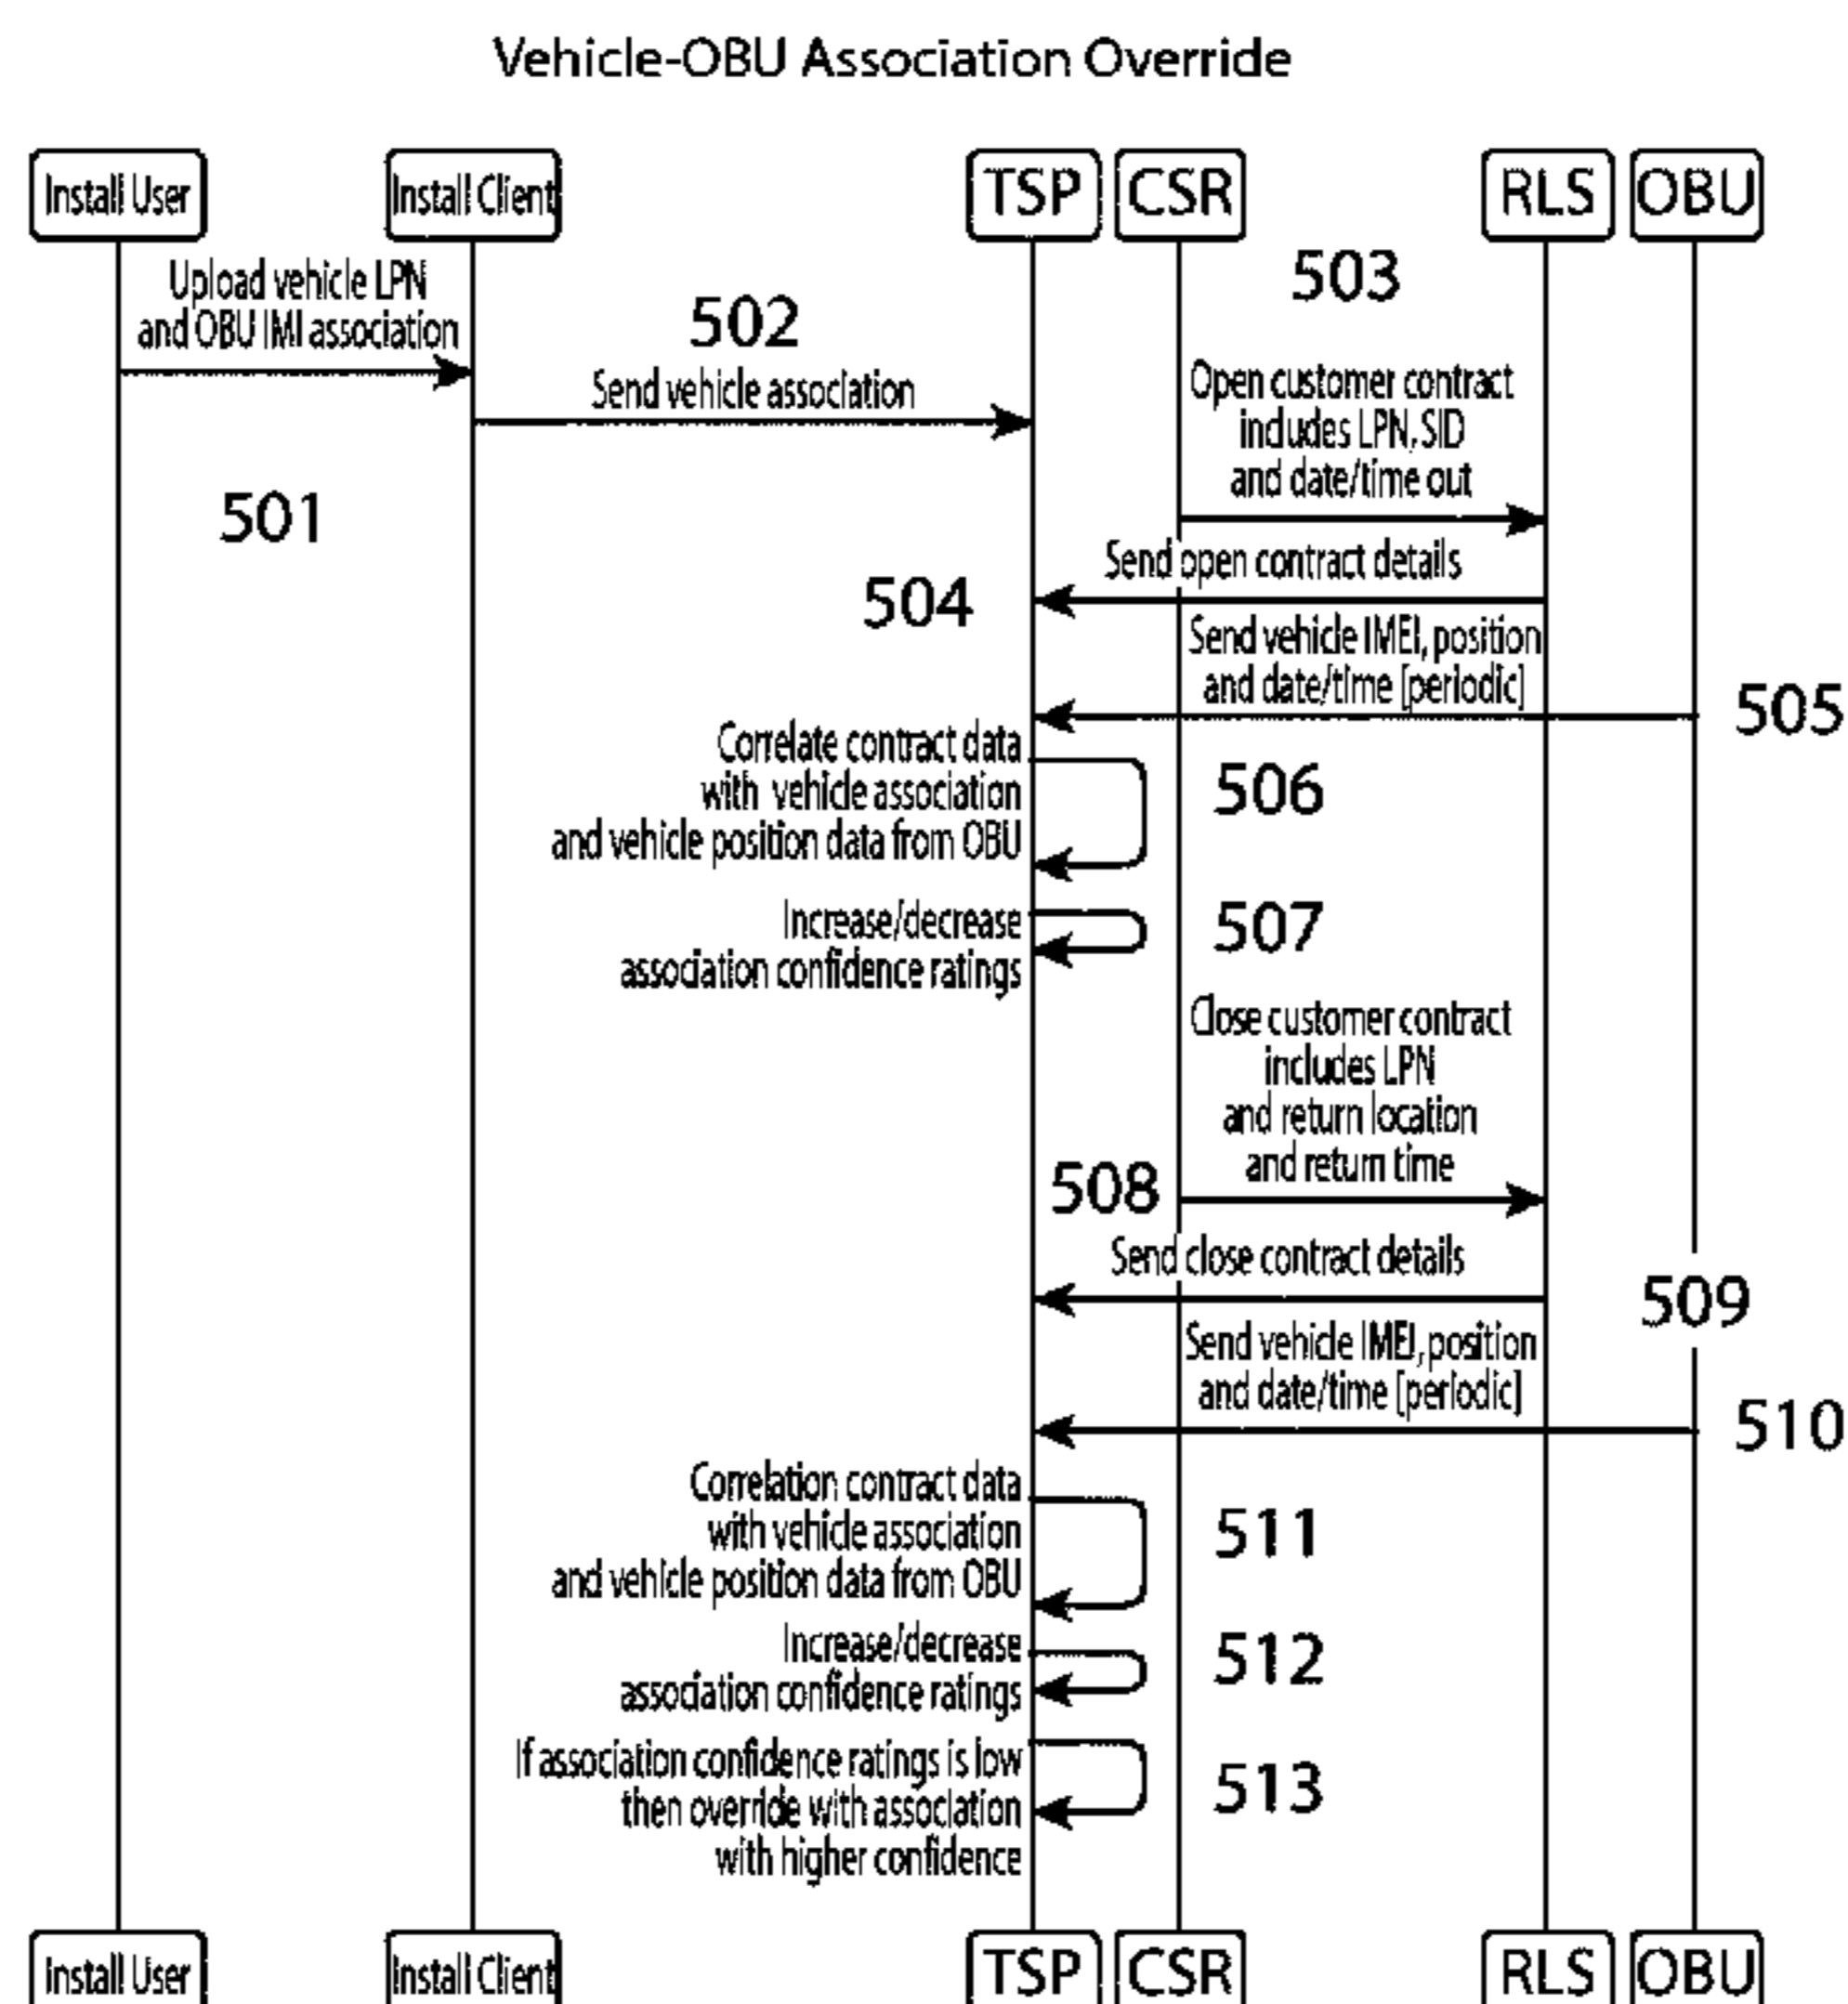 Vehicle-OBU Association Override
Install User
Install Client
TSP
CSR
RLS
OBU
Upload vehicle LPN
and OBU IMI association
501
502
Send vehicle association
503
Open customer contract
includes LPN, SID
and date/time out
504
Send open contract details
Send vehicle IMEI, position
and date/time [periodic]
505
Correlate contract data
with vehicle association
and vehicle position data from OBU
506
Increase/decrease
association confidence ratings
507
Close customer contract
includes LPN
and return location
and return time
508
Send close contract details
509
Send vehicle IMEI, position
and date/time [periodic]
510
Correlation contract data
with vehicle association
and vehicle position data from OBU
511
Increase/decrease
association confidence ratings
512
If association confidence ratings is low
then override with association
with higher confidence
513
Install User
Install Client
TSP
CSR
RLS
OBU